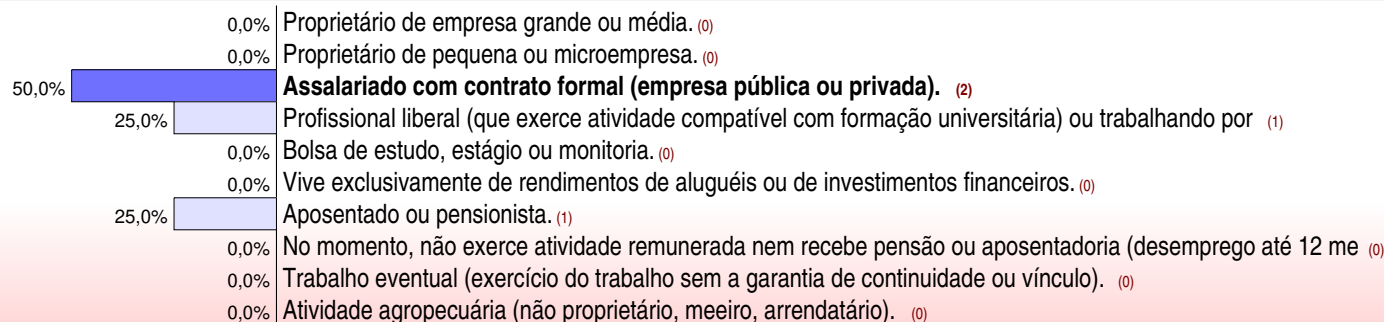 0,0% Proprietário de empresa grande ou média. (0)
0,0% Proprietário de pequena ou microempresa. (0)
50,0% Assalariado com contrato formal (empresa pública ou privada). (2)
25,0% Profissional liberal (que exerce atividade compatível com formação universitária) ou trabalhando por (1)
0,0% Bolsa de estudo, estágio ou monitoria. (0)
0,0% Vive exclusivamente de rendimentos de aluguéis ou de investimentos financeiros. (0)
25,0% Aposentado ou pensionista. (1)
0,0% No momento, não exerce atividade remunerada nem recebe pensão ou aposentadoria (desemprego até 12 me (0)
0,0% Trabalho eventual (exercício do trabalho sem a garantia de continuidade ou vínculo). (0)
0,0% Atividade agropecuária (não proprietário, meeiro, arrendatário). (0)